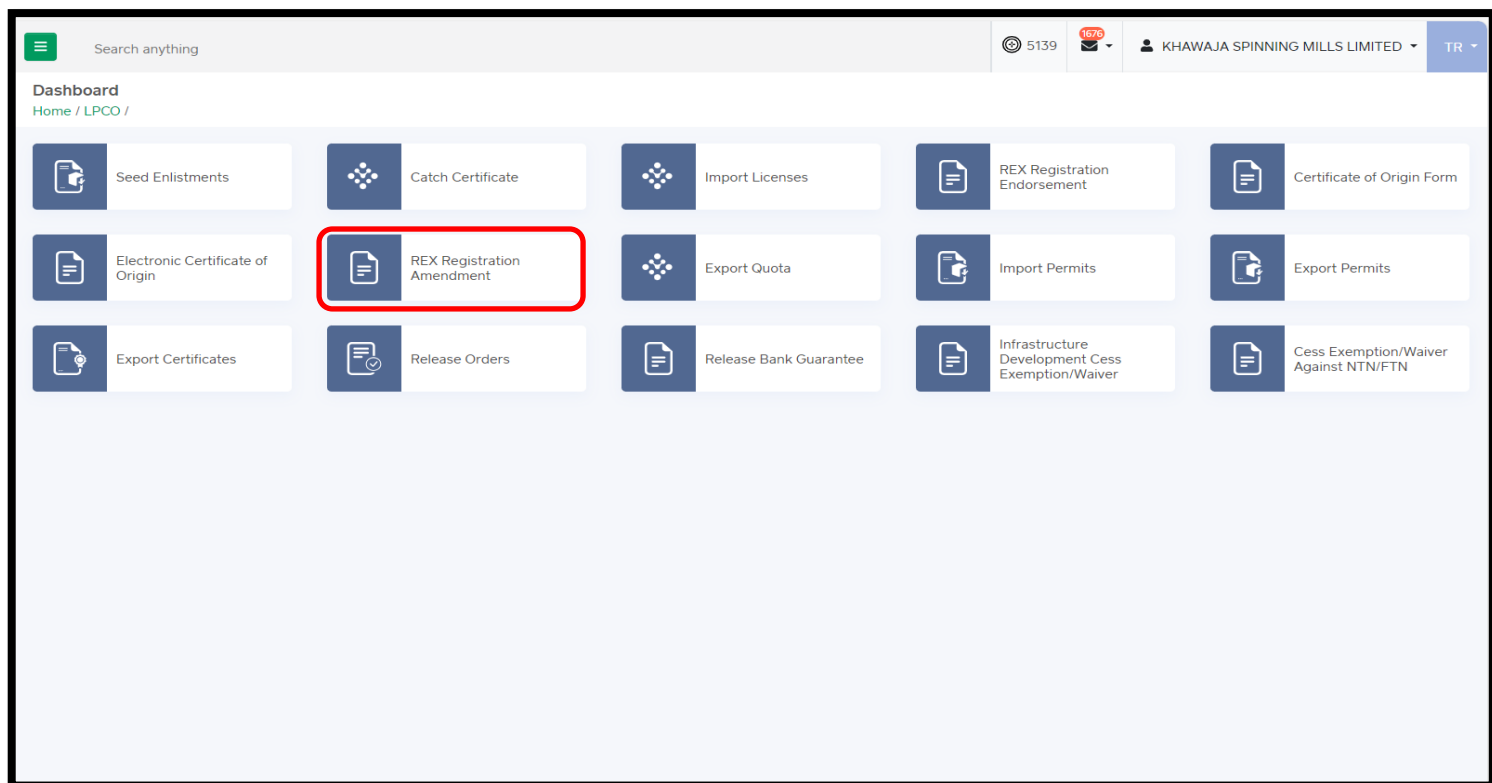 Search anything
5139
1676
KHAWAJA SPINNING MILLS LIMITED
TR
Dashboard
Home / LPCO /
Seed Enlistments
Catch Certificate
Import Licenses
REX Registration
Endorsement
Certificate of Origin Form
Electronic Certificate of
Origin
REX Registration
Amendment
Export Quota
Import Permits
Export Permits
Export Certificates
Release Orders
Release Bank Guarantee
Infrastructure
Development Cess
Exemption/Waiver
Cess Exemption/Waiver
Against NTN/FTN